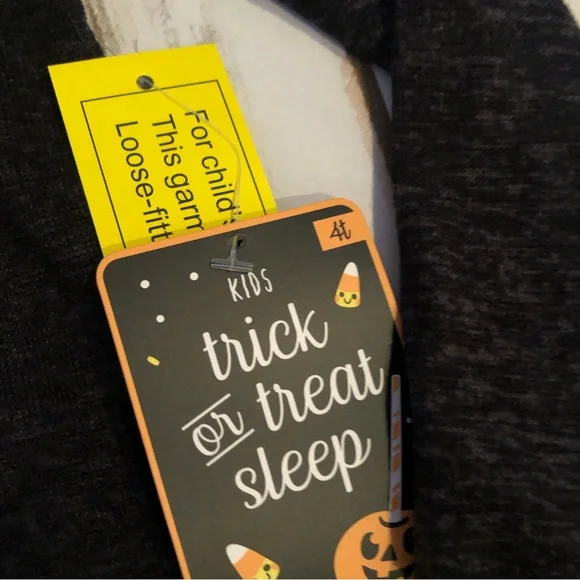 For child
This garm
Loose-fitt
4t
KIDS
trick
or treat
sleep